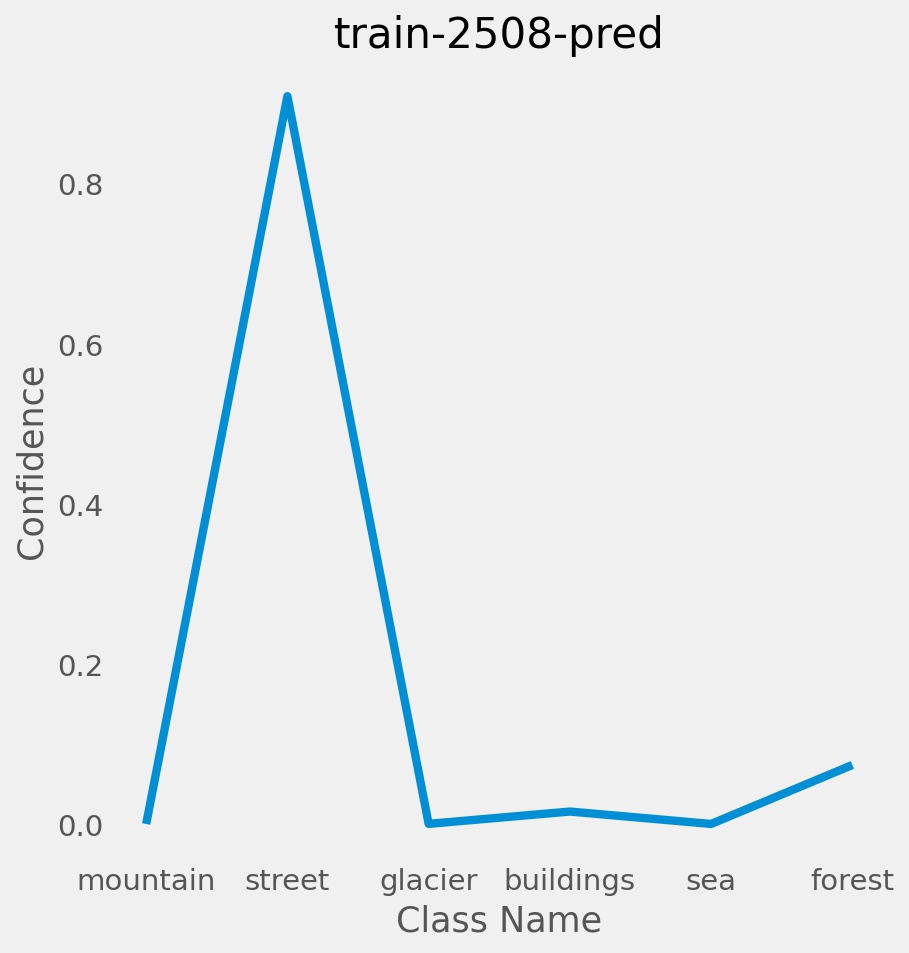 train-2508-pred
Confidence
0.8
0.6
0.4
0.2
0.0
mountain street glacier buildings sea forest
Class Name